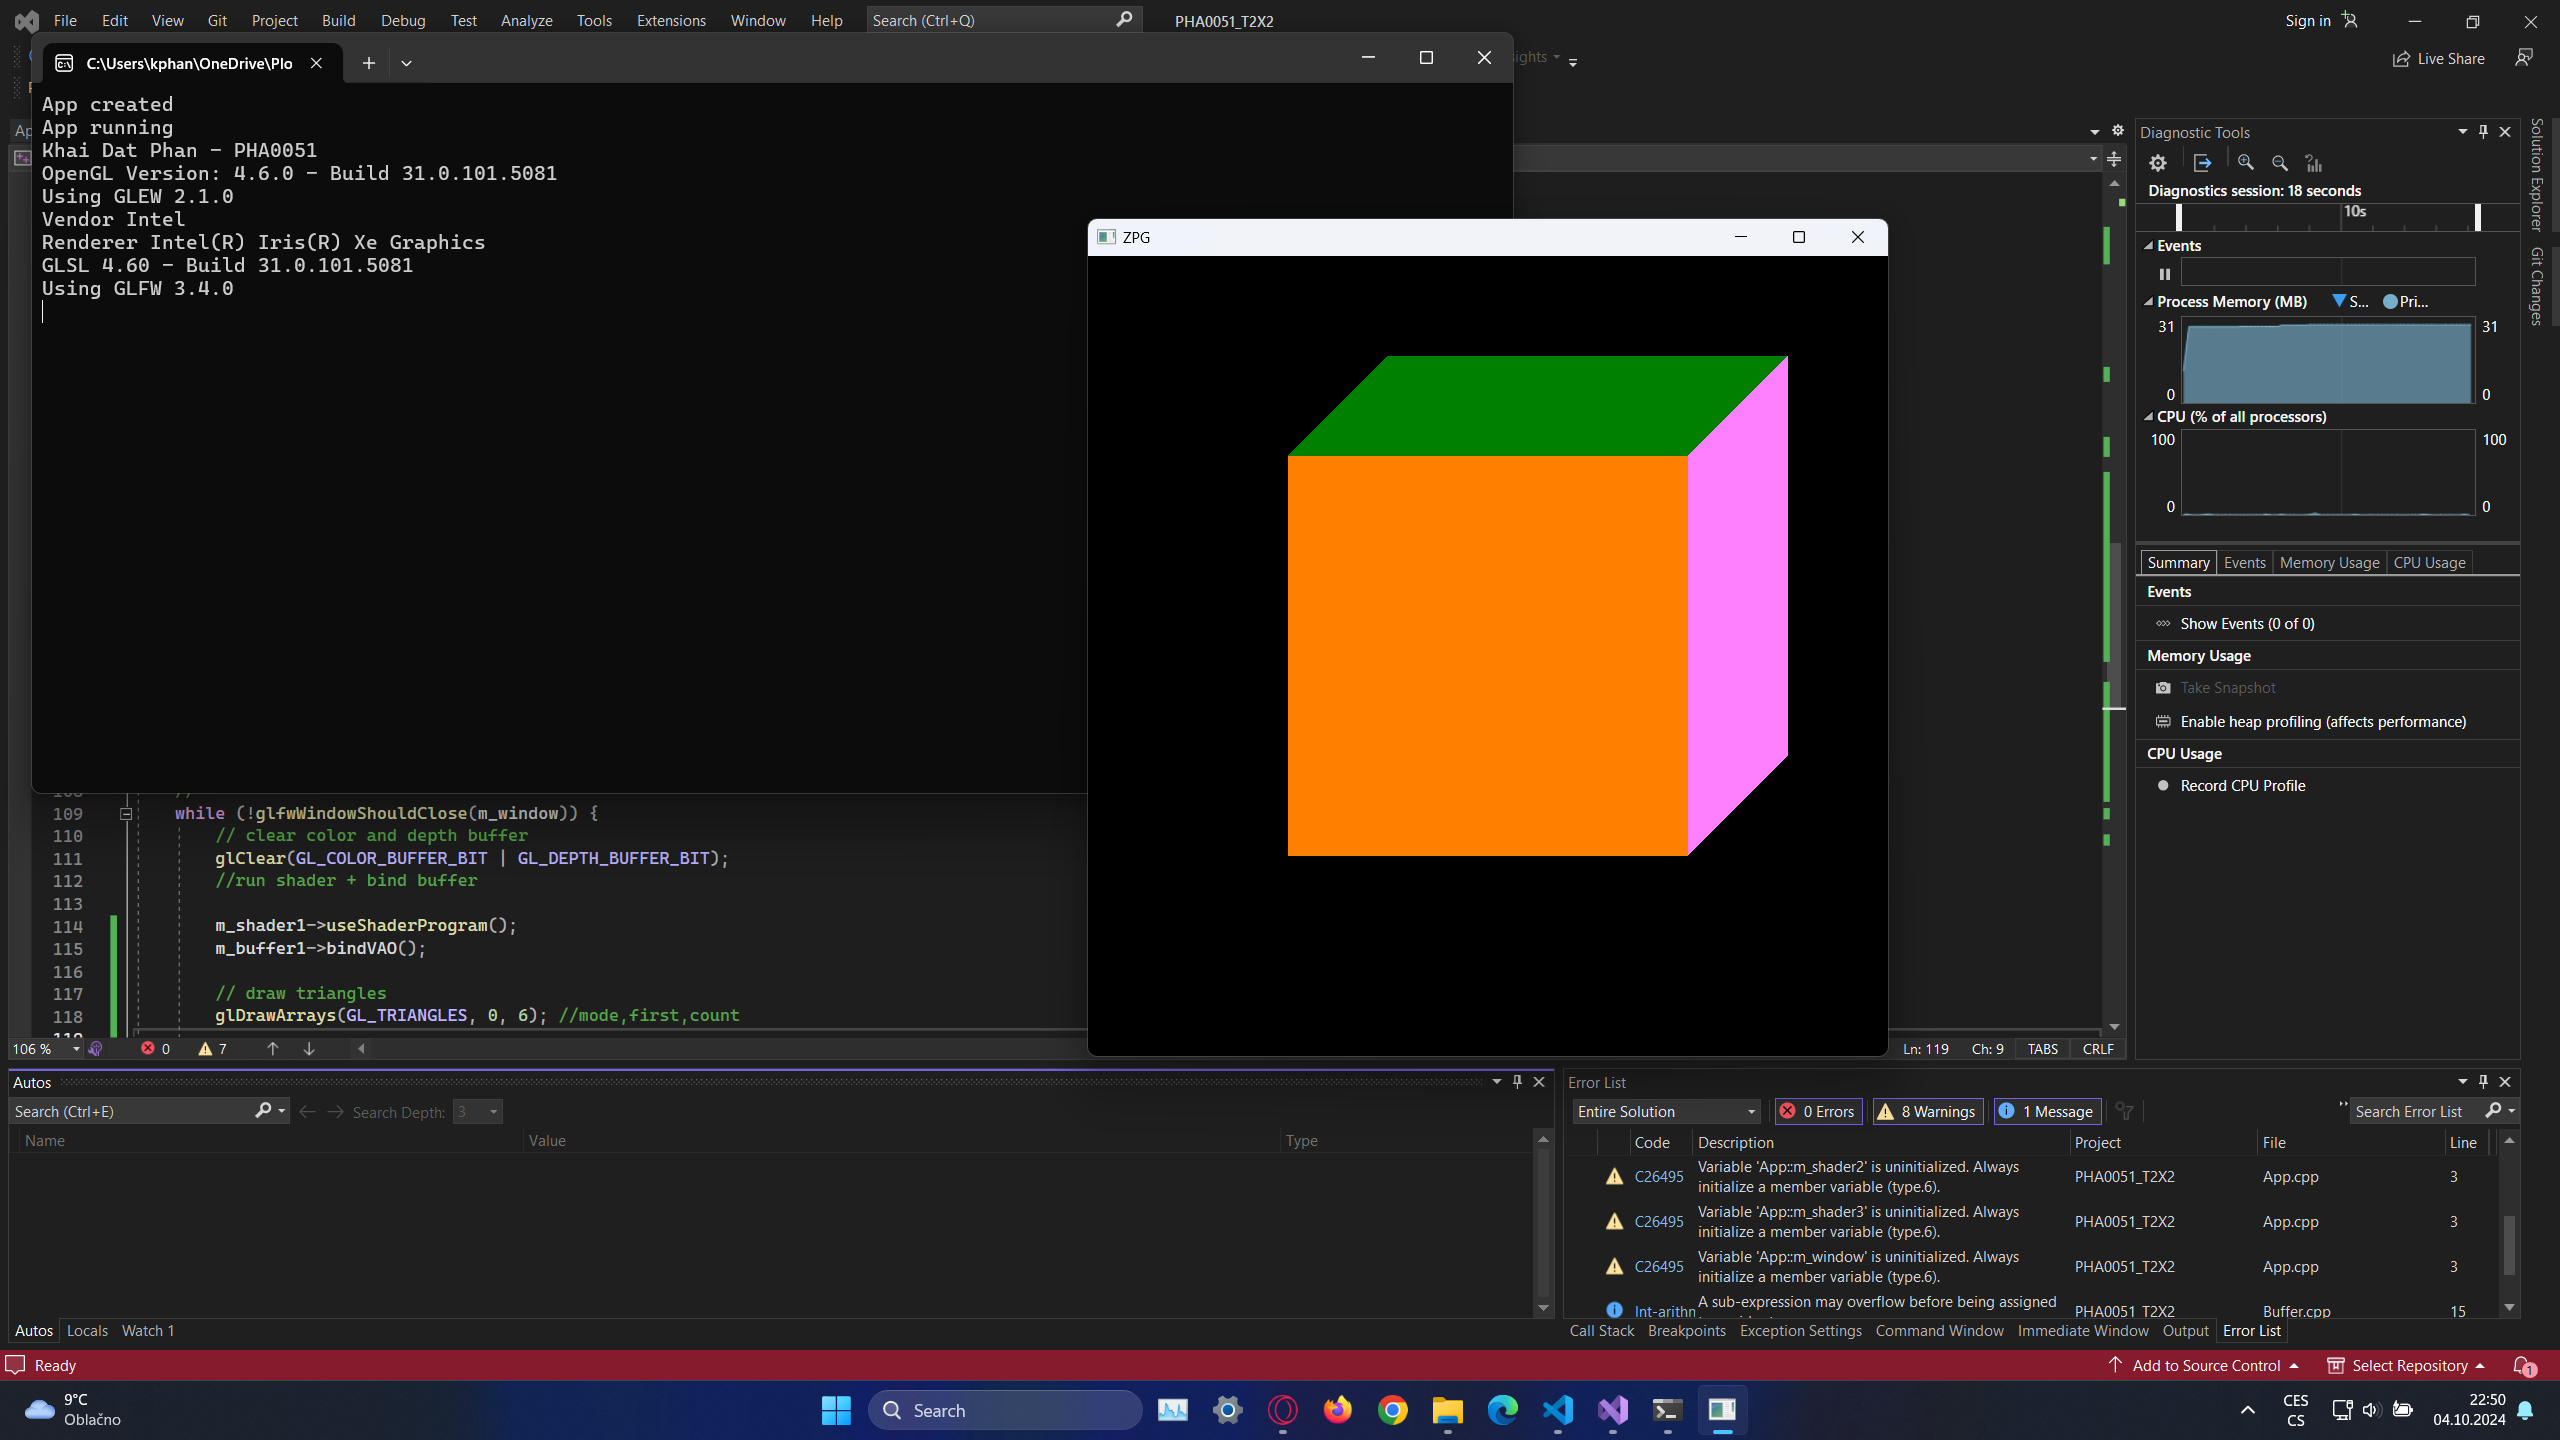 File Edit View Git Project Build Debug Test Analyze Tools Extensions Window Help Search (Ctrl+Q) PHA0051_T2X2 Sign in
Live Share
C:\Users\kphan\OneDrive\Plo
App created
App running
Khai Dat Phan - PHA0051
OpenGL Version: 4.6.0 - Build 31.0.101.5081
Using GLEW 2.1.0
Vendor Intel
Renderer Intel(R) Iris(R) Xe Graphics
GLSL 4.60 - Build 31.0.101.5081
Using GLFW 3.4.0
ZPG
109 while (!glfwWindowShouldClose(m_window)) {
110 // clear color and depth buffer
111 glClear(GL_COLOR_BUFFER_BIT | GL_DEPTH_BUFFER_BIT);
112 //run shader + bind buffer
113
114 m_shader1->useShaderProgram();
115 m_buffer1->bindVAO();
116
117 // draw triangles
118 glDrawArrays(GL_TRIANGLES, 0, 6); //mode,first,count
106 % 0 7 Ln: 119 Ch: 9 TABS CRLF
Diagnostic Tools
Diagnostics session: 18 seconds
10s
Events
Process Memory (MB) S... Pri...
31 31
0 0
CPU (% of all processors)
100 100
0 0
Summary Events Memory Usage CPU Usage
Events
Show Events (0 of 0)
Memory Usage
Take Snapshot
Enable heap profiling (affects performance)
CPU Usage
Record CPU Profile
Solution Explorer
Git Changes
Autos
Search (Ctrl+E) Search Depth: 3
Name Value Type
Autos Locals Watch 1
Error List
Entire Solution 0 Errors 8 Warnings 1 Message Search Error List
Code Description Project File Line
C26495 Variable 'App::m_shader2' is uninitialized. Always initialize a member variable (type.6). PHA0051_T2X2 App.cpp 3
C26495 Variable 'App::m_shader3' is uninitialized. Always initialize a member variable (type.6). PHA0051_T2X2 App.cpp 3
C26495 Variable 'App::m_window' is uninitialized. Always initialize a member variable (type.6). PHA0051_T2X2 App.cpp 3
Int-arithm A sub-expression may overflow before being assigned PHA0051_T2X2 Buffer.cpp 15
Call Stack Breakpoints Exception Settings Command Window Immediate Window Output Error List
Ready Add to Source Control Select Repository 1
9°C
Oblačno
Search
CES
CS
22:50
04.10.2024